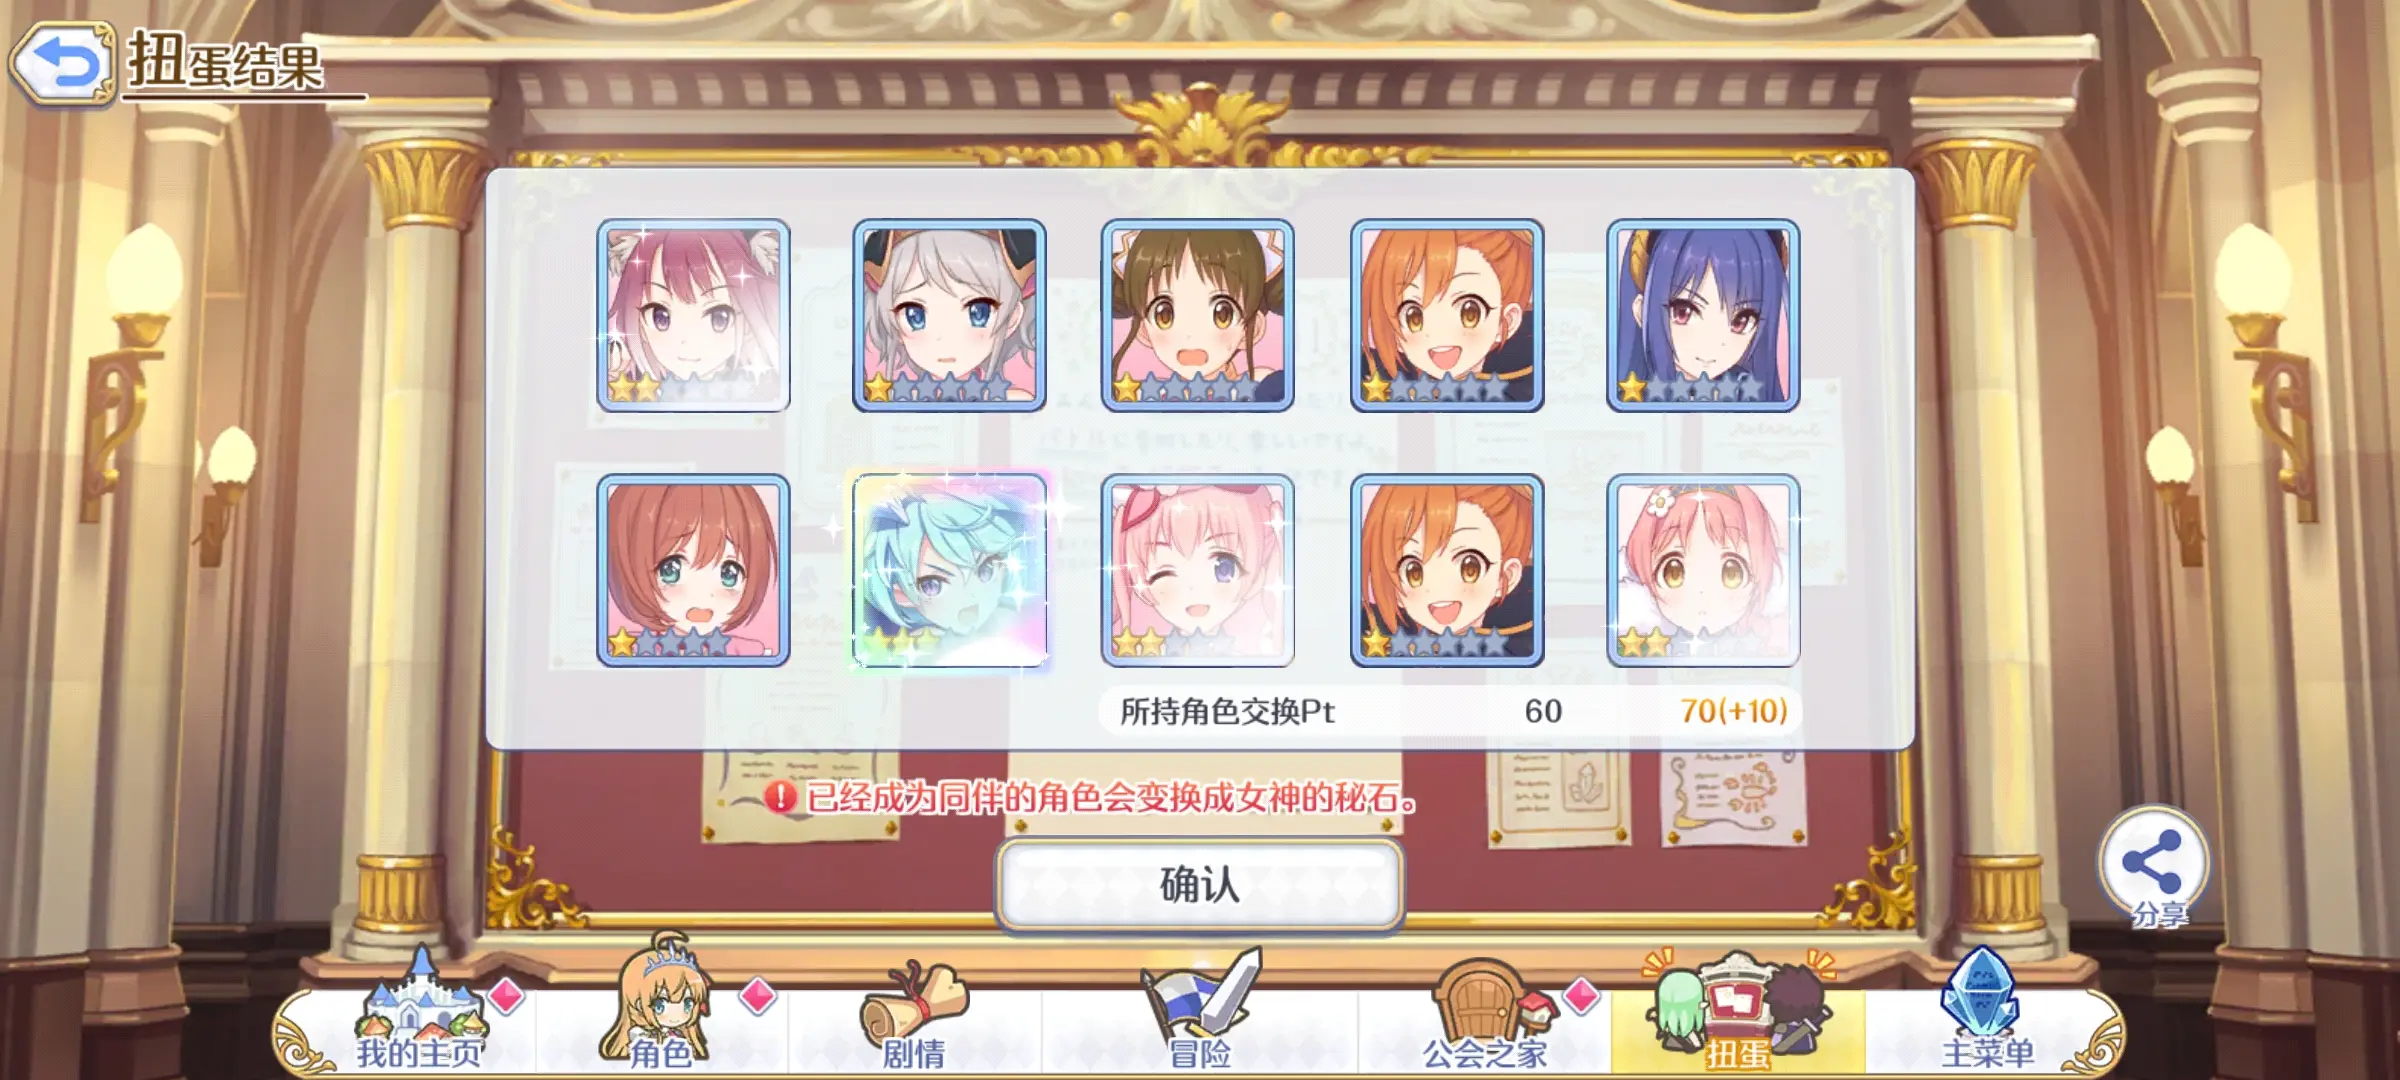 扭蛋结果
所持角色交换Pt 60 70(+10)
已经成为同伴的角色会变换成女神的秘石。
确认
分享
我的主页 角色 剧情 冒险 公会之家 扭蛋 主菜单